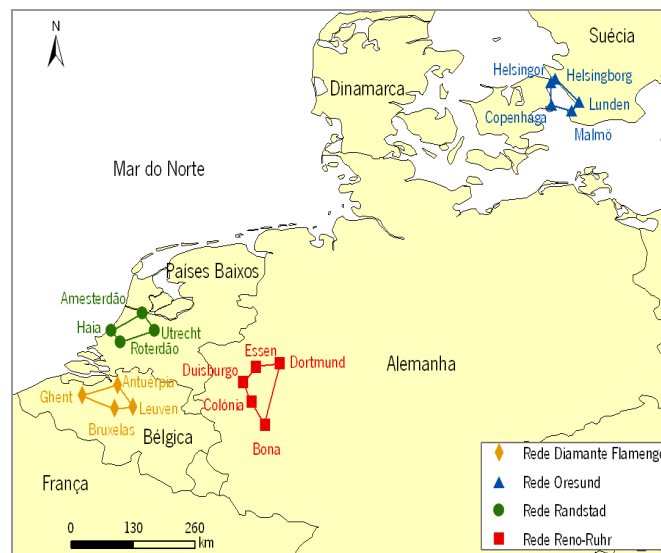 N
Suécia
Helsingor
Helsingborg
Dinamarca
Lunden
Copenhaga
Malmö
Mar do Norte
Países Baixos
Amesterdão
Haia
Utrecht
Roterdão
Essen
Dortmund
Alemanha
Duisburgo
Antuérpia
Ghent
Leuven
Colónia
Bruxelas
Bélgica
Bona
França
Rede Diamante Flamengo
Rede Oresund
Rede Randstad
Rede Reno-Ruhr
0 130 260
km